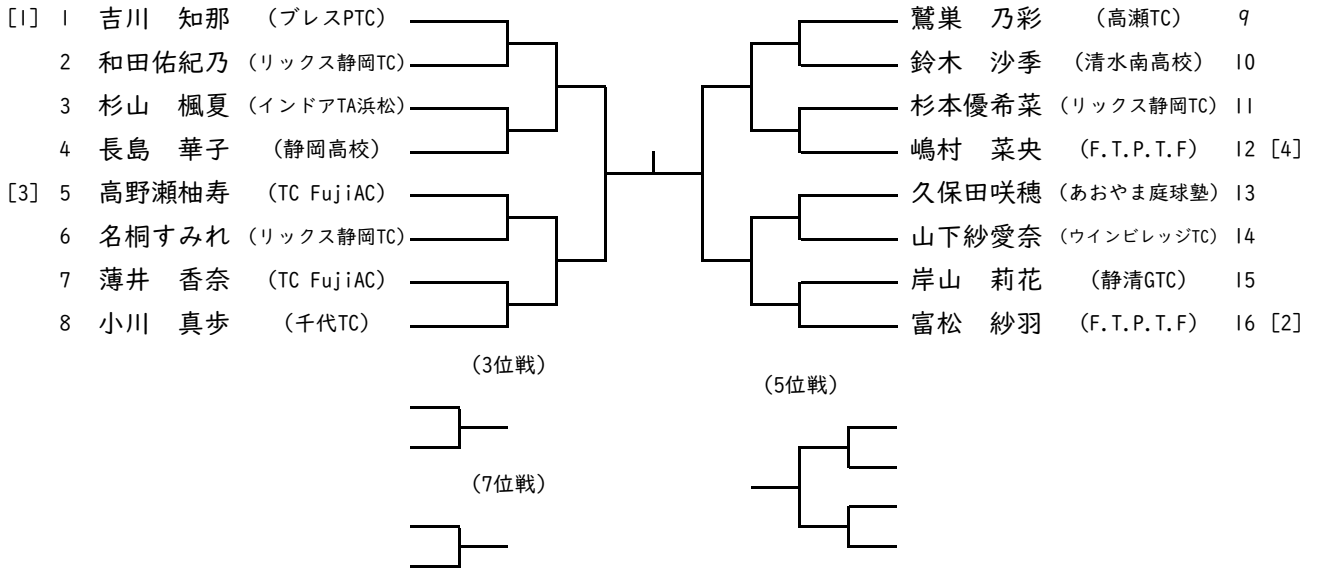 [1] 1 吉川 知那 (ブレスPTC)
2 和田佑紀乃 (リックス静岡TC)
3 杉山 楓夏 (インドアTA浜松)
4 長島 華子 (静岡高校)
[3] 5 高野瀬柚寿 (TC FujiAC)
6 名桐すみれ (リックス静岡TC)
7 薄井 香奈 (TC FujiAC)
8 小川 真歩 (千代TC)
鷲巣 乃彩 (高瀬TC) 9
鈴木 沙季 (清水南高校) 10
杉本優希菜 (リックス静岡TC) 11
嶋村 菜央 (F.T.P.T.F) 12 [4]
久保田咲穂 (あおやま庭球塾) 13
山下紗愛奈 (ウインビレッジTC) 14
岸山 莉花 (静清GTC) 15
富松 紗羽 (F.T.P.T.F) 16 [2]
(3位戦)
(5位戦)
(7位戦)